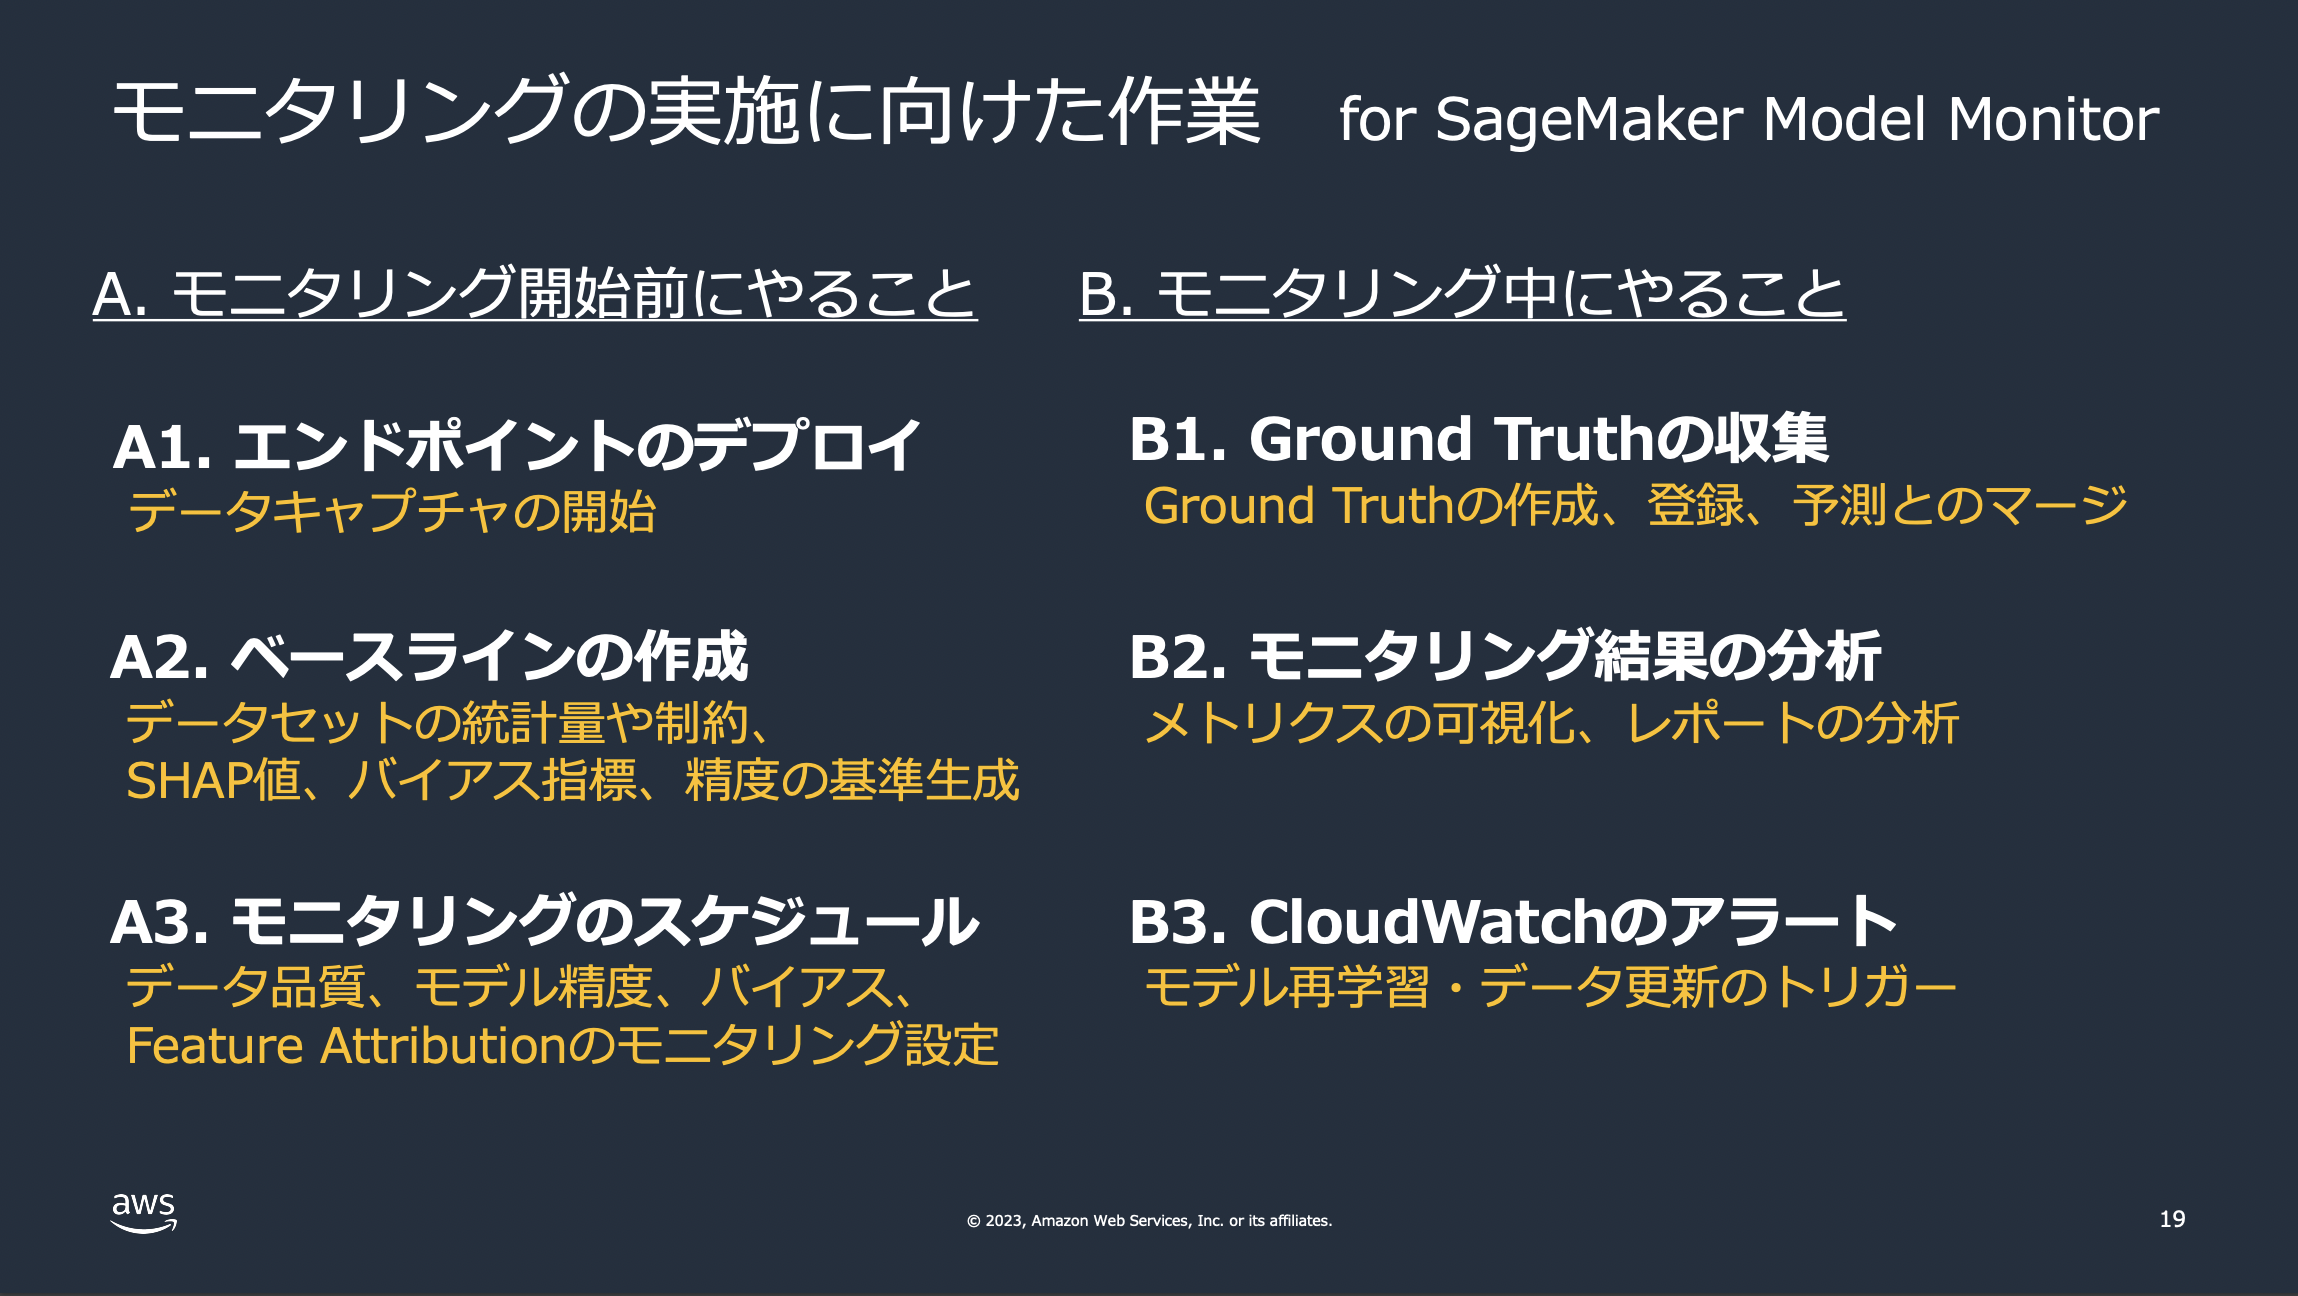 モニタリングの実施に向けた作業 for SageMaker Model Monitor
A. モニタリング開始前にやること
A1. エンドポイントのデプロイ
データキャプチャの開始
A2. ベースラインの作成
データセットの統計量や制約、
SHAP値、バイアス指標、精度の基準生成
A3. モニタリングのスケジュール
データ品質、モデル精度、バイアス、
Feature Attributionのモニタリング設定
B. モニタリング中にやること
B1. Ground Truthの収集
Ground Truthの作成、登録、予測とのマージ
B2. モニタリング結果の分析
メトリクスの可視化、レポートの分析
B3. CloudWatchのアラート
モデル再学習・データ更新のトリガー
aws
© 2023, Amazon Web Services, Inc. or its affiliates.
19